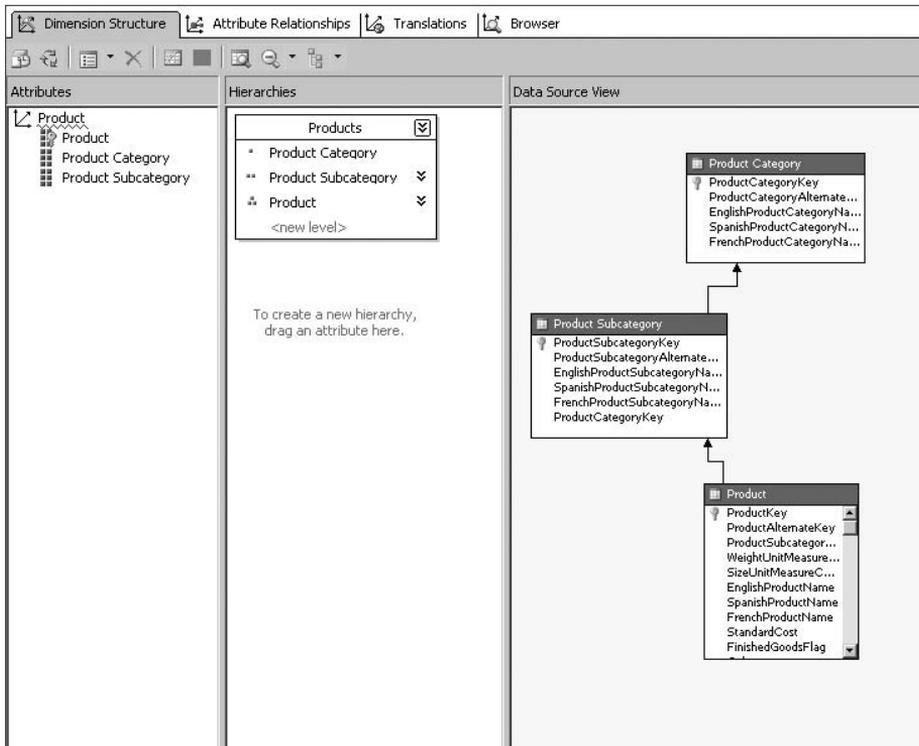 Dimension Structure
Attribute Relationships
Translations
Browser
Attributes
Product
Product
Product Category
Product Subcategory
Hierarchies
Products
Product Category
Product Subcategory
Product
<new level>
To create a new hierarchy,
drag an attribute here.
Data Source View
Product Category
ProductCategoryKey
ProductCategoryAlternate...
EnglishProductCategoryNa...
SpanishProductCategoryN...
FrenchProductCategoryNa...
Product Subcategory
ProductSubcategoryKey
ProductSubcategoryAlternate...
EnglishProductSubcategoryNa...
SpanishProductSubcategoryN...
FrenchProductSubcategoryNa...
ProductCategoryKey
Product
ProductKey
ProductAlternateKey
ProductSubcategor...
WeightUnitMeasure...
SizeUnitMeasureC...
EnglishProductName
SpanishProductName
FrenchProductName
StandardCost
FinishedGoodsFlag